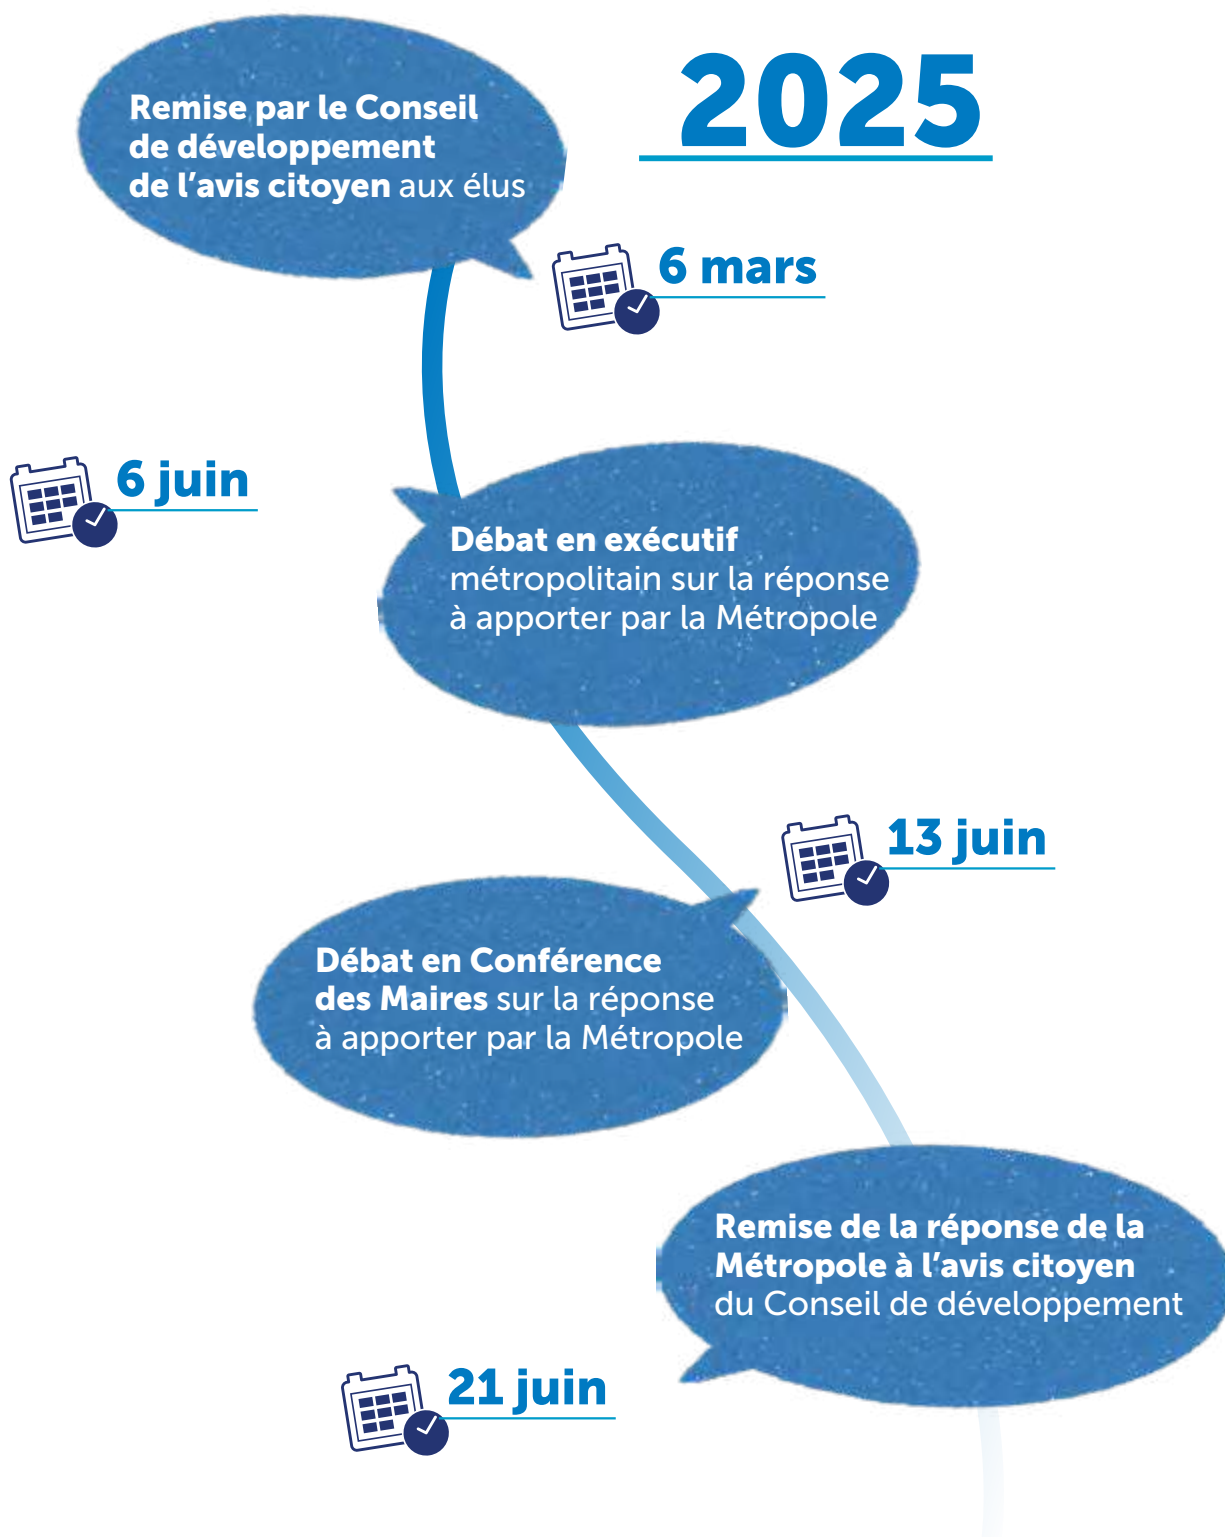 2025
Remise par le Conseil
de développement
de l’avis citoyen aux élus
6 mars
6 juin
Débat en exécutif
métropolitain sur la réponse
à apporter par la Métropole
13 juin
Débat en Conférence
des Maires sur la réponse
à apporter par la Métropole
Remise de la réponse de la
Métropole à l’avis citoyen
du Conseil de développement
21 juin